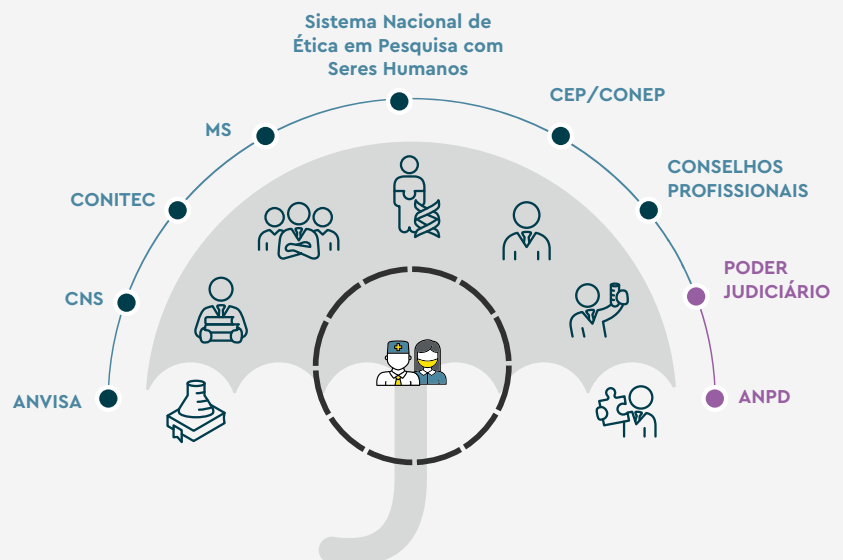 Sistema Nacional de
Ética em Pesquisa com
Seres Humanos
CEP/CONEP
MS
CONSELHOS
PROFISSIONAIS
CONITEC
PODER
JUDICIÁRIO
CNS
ANVISA
ANPD